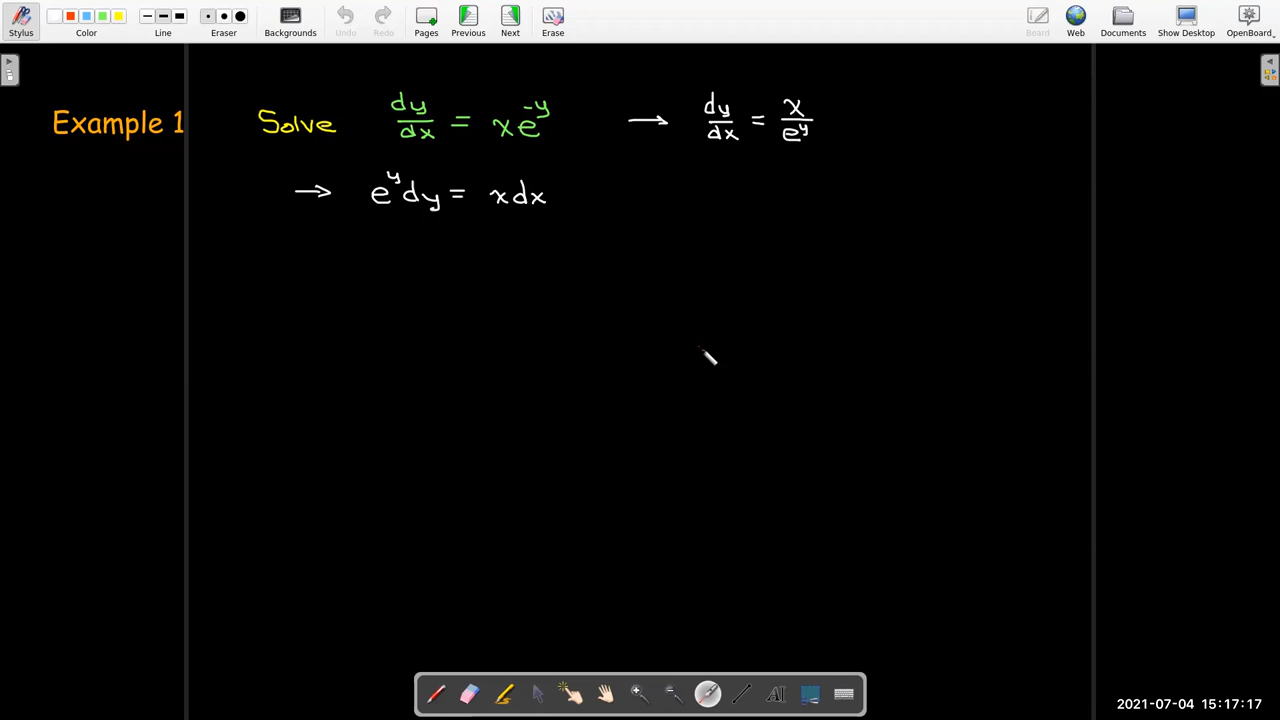 Stylus Color Line Eraser Backgrounds Undo Redo Pages Previous Next Erase Board Web Documents Show Desktop OpenBoard
Example 1 Solve dy/dx = xe^{-y} → dy/dx = x/e^y
→ e^y dy = x dx
AI
2021-07-04 15:17:17